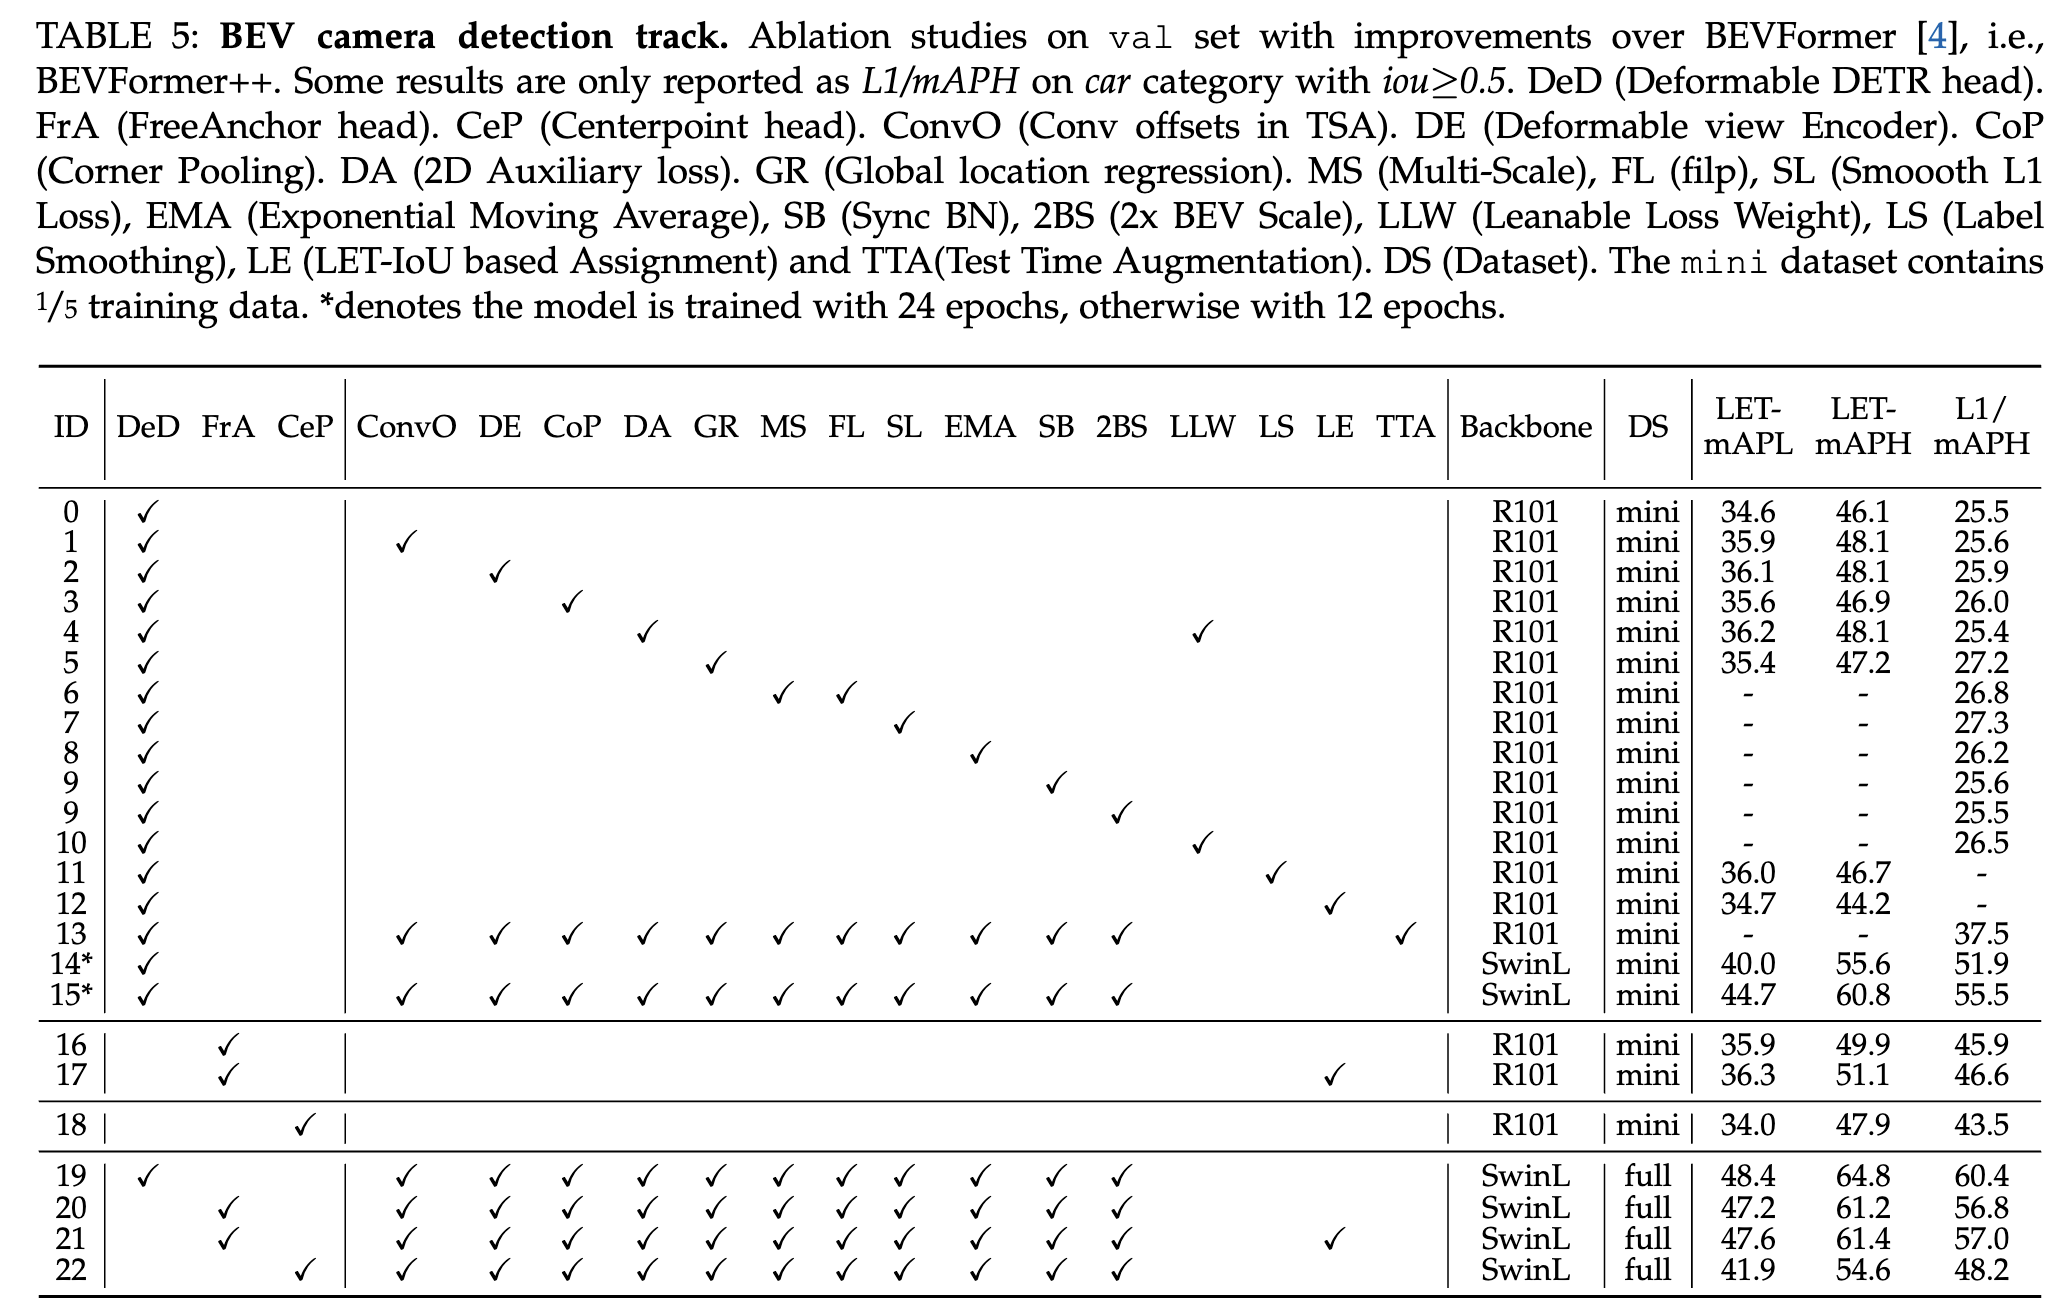 TABLE 5: BEV camera detection track. Ablation studies on val set with improvements over BEVFormer [4], i.e.,
BEVFormer++. Some results are only reported as L1/mAPH on car category with iou≥0.5. DeD (Deformable DETR head).
FrA (FreeAnchor head). CeP (Centerpoint head). ConvO (Conv offsets in TSA). DE (Deformable view Encoder). CoP
(Corner Pooling). DA (2D Auxiliary loss). GR (Global location regression). MS (Multi-Scale), FL (filp), SL (Smoooth L1
Loss), EMA (Exponential Moving Average), SB (Sync BN), 2BS (2x BEV Scale), LLW (Leanable Loss Weight), LS (Label
Smoothing), LE (LET-IoU based Assignment) and TTA(Test Time Augmentation). DS (Dataset). The mini dataset contains
1/5 training data. *denotes the model is trained with 24 epochs, otherwise with 12 epochs.
ID DeD FrA CeP ConvO DE CoP DA GR MS FL SL EMA SB 2BS LLW LS LE TTA Backbone DS LET-mAPL LET-mAPH L1/mAPH
0 ✓ R101 mini 34.6 46.1 25.5
1 ✓ ✓ R101 mini 35.9 48.1 25.6
2 ✓ ✓ R101 mini 36.1 48.1 25.9
3 ✓ ✓ R101 mini 35.6 46.9 26.0
4 ✓ ✓ ✓ R101 mini 36.2 48.1 25.4
5 ✓ ✓ R101 mini 35.4 47.2 27.2
6 ✓ ✓ ✓ R101 mini - - 26.8
7 ✓ ✓ R101 mini - - 27.3
8 ✓ ✓ R101 mini - - 26.2
9 ✓ ✓ R101 mini - - 25.6
9 ✓ ✓ R101 mini - - 25.5
10 ✓ ✓ R101 mini - - 26.5
11 ✓ ✓ R101 mini 36.0 46.7 -
12 ✓ ✓ R101 mini 34.7 44.2 -
13 ✓ ✓ ✓ ✓ ✓ ✓ ✓ ✓ ✓ ✓ ✓ ✓ ✓ R101 mini - - 37.5
14* ✓ SwinL mini 40.0 55.6 51.9
15* ✓ ✓ ✓ ✓ ✓ ✓ ✓ ✓ ✓ ✓ ✓ ✓ SwinL mini 44.7 60.8 55.5
16 ✓ R101 mini 35.9 49.9 45.9
17 ✓ ✓ R101 mini 36.3 51.1 46.6
18 ✓ R101 mini 34.0 47.9 43.5
19 ✓ ✓ ✓ ✓ ✓ ✓ ✓ ✓ ✓ ✓ ✓ ✓ SwinL full 48.4 64.8 60.4
20 ✓ ✓ ✓ ✓ ✓ ✓ ✓ ✓ ✓ ✓ ✓ ✓ SwinL full 47.2 61.2 56.8
21 ✓ ✓ ✓ ✓ ✓ ✓ ✓ ✓ ✓ ✓ ✓ ✓ ✓ SwinL full 47.6 61.4 57.0
22 ✓ ✓ ✓ ✓ ✓ ✓ ✓ ✓ ✓ ✓ ✓ ✓ SwinL full 41.9 54.6 48.2